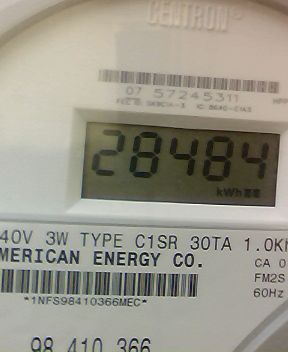 CENTRON®
07 57245311
28484
kWh
40V 3W TYPE C1SR 30TA 1.0Kh
MERICAN ENERGY CO.
CA 0
FM2S
60Hz
*1NFS98410366MEC*
98 410 366